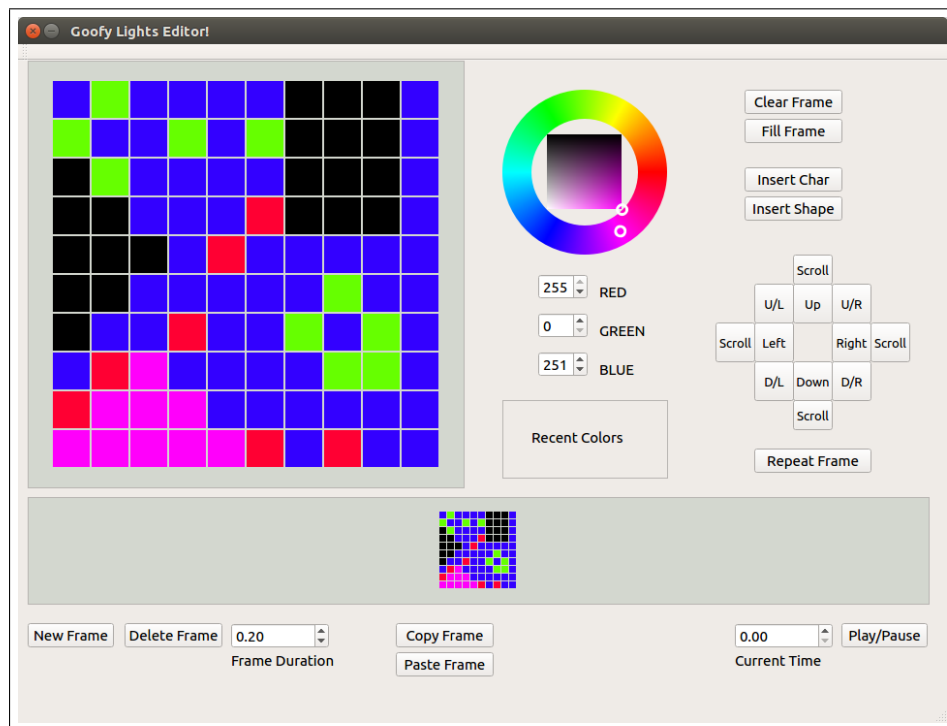 Goofy Lights Editor!
Clear Frame
Fill Frame
Insert Char
Insert Shape
Scroll
U/L Up U/R
Scroll Left Right Scroll
D/L Down D/R
Scroll
255 RED
0 GREEN
251 BLUE
Recent Colors
Repeat Frame
New Frame Delete Frame 0.20 Copy Frame 0.00 Play/Pause
Frame Duration Paste Frame Current Time